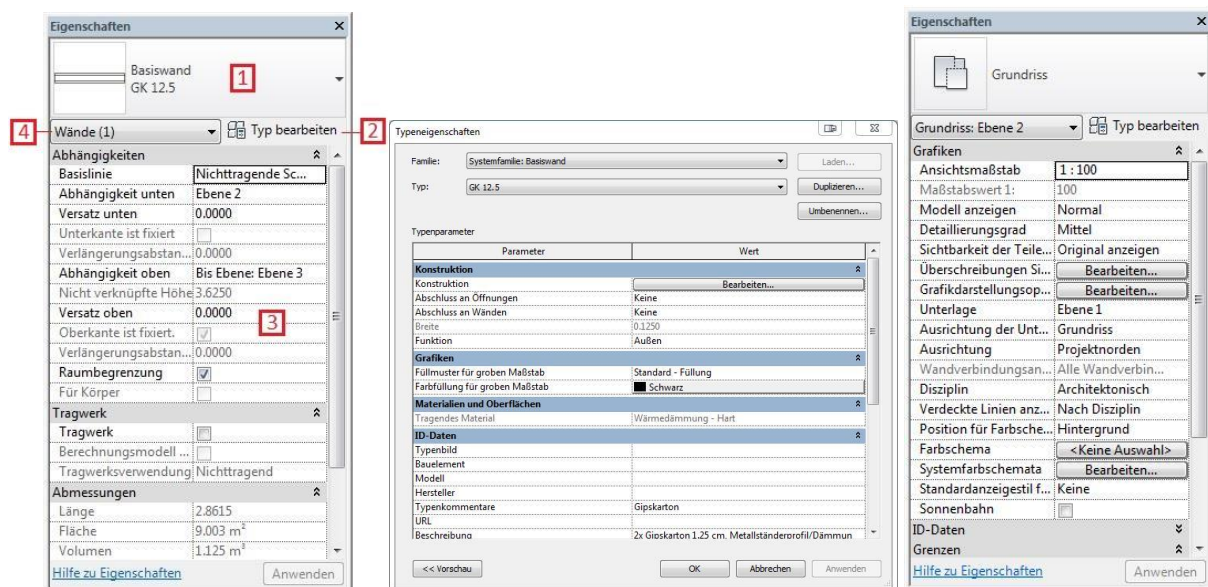 Eigenschaften
Basiswand
GK 12.5
1
4
Wände (1)
Typ bearbeiten
2
Abhängigkeiten
Basislinie Nichttragende Sc...
Abhängigkeit unten Ebene 2
Versatz unten 0.0000
Unterkante ist fixiert
Verlängerungsabstan... 0.0000
Abhängigkeit oben Bis Ebene: Ebene 3
Nicht verknüpfte Höhe 3.6250
Versatz oben 0.0000
3
Oberkante ist fixiert.
Verlängerungsabstan... 0.0000
Raumbegrenzung
Für Körper
Tragwerk
Tragwerk
Berechnungsmodell ...
Tragwerksverwendung Nichttragend
Abmessungen
Länge 2.8615
Fläche 9.003 m²
Volumen 1.125 m³
Hilfe zu Eigenschaften
Anwenden
Typeneigenschaften
Familie: Systemfamilie: Basiswand Laden...
Typ: GK 12.5 Duplizieren...
Umbenennen...
Typenparameter
Parameter Wert
Konstruktion
Konstruktion Bearbeiten...
Abschluss an Öffnungen Keine
Abschluss an Wänden Keine
Breite 0.1250
Funktion Außen
Grafiken
Füllmuster für groben Maßstab Standard - Füllung
Farbfüllung für groben Maßstab Schwarz
Materialien und Oberflächen
Tragendes Material Wärmedämmung - Hart
ID-Daten
Typenbild
Bauelement
Modell
Hersteller
Typenkommentare Gipskarton
URL
Beschreibung 2x Gipskarton 1.25 cm, Metallständerprofil/Dämmun
<< Vorschau OK Abbrechen Anwenden
Eigenschaften
Grundriss
Grundriss: Ebene 2 Typ bearbeiten
Grafiken
Ansichtsmaßstab 1 : 100
Maßstabswert 1: 100
Modell anzeigen Normal
Detaillierungsgrad Mittel
Sichtbarkeit der Teile... Original anzeigen
Überschreibungen Si... Bearbeiten...
Grafikdarstellungsop... Bearbeiten...
Unterlage Ebene 1
Ausrichtung der Unt... Grundriss
Ausrichtung Projektnorden
Wandverbindungsan... Alle Wandverbin...
Disziplin Architektonisch
Verdeckte Linien anz... Nach Disziplin
Position für Farbsche... Hintergrund
Farbschema <Keine Auswahl>
Systemfarbschemata Bearbeiten...
Standardanzeigestil f... Keine
Sonnenbahn
ID-Daten
Grenzen
Hilfe zu Eigenschaften
Anwenden